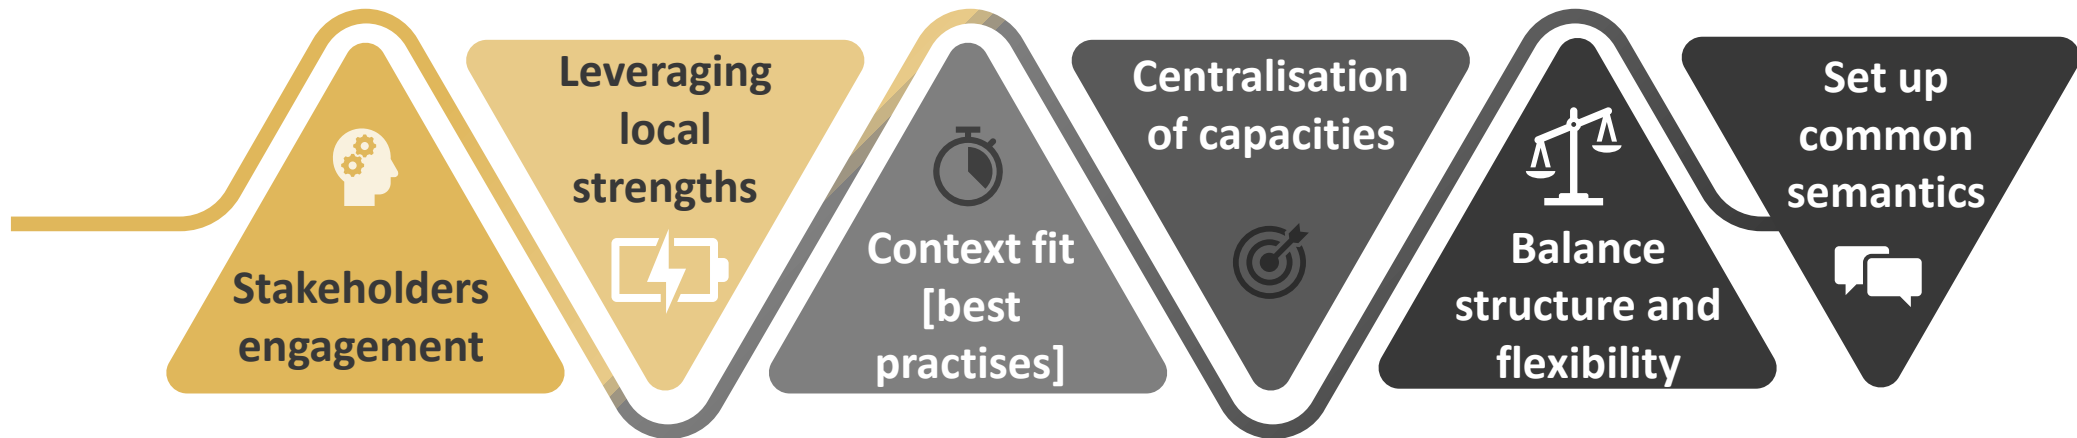 Stakeholders
engagement
Leveraging
local
strengths
Context fit
[best
practises]
Centralisation
of capacities
Balance
structure and
flexibility
Set up
common
semantics